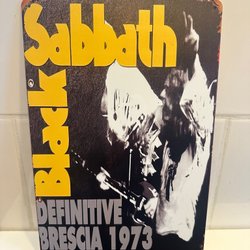 Black
Sabbath
DEFINITIVE
BRESCIA 1973